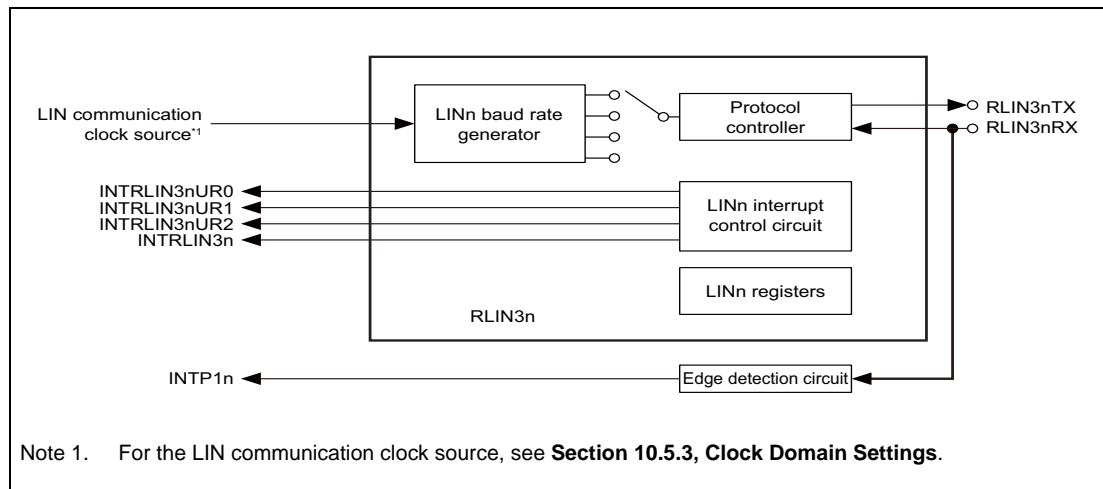 LIN communication
clock source*1
LINn baud rate
generator
Protocol
controller
RLIN3nTX
RLIN3nRX
INTRLIN3nUR0
INTRLIN3nUR1
INTRLIN3nUR2
INTRLIN3n
LINn interrupt
control circuit
LINn registers
RLIN3n
INTP1n
Edge detection circuit
Note 1. For the LIN communication clock source, see Section 10.5.3, Clock Domain Settings.